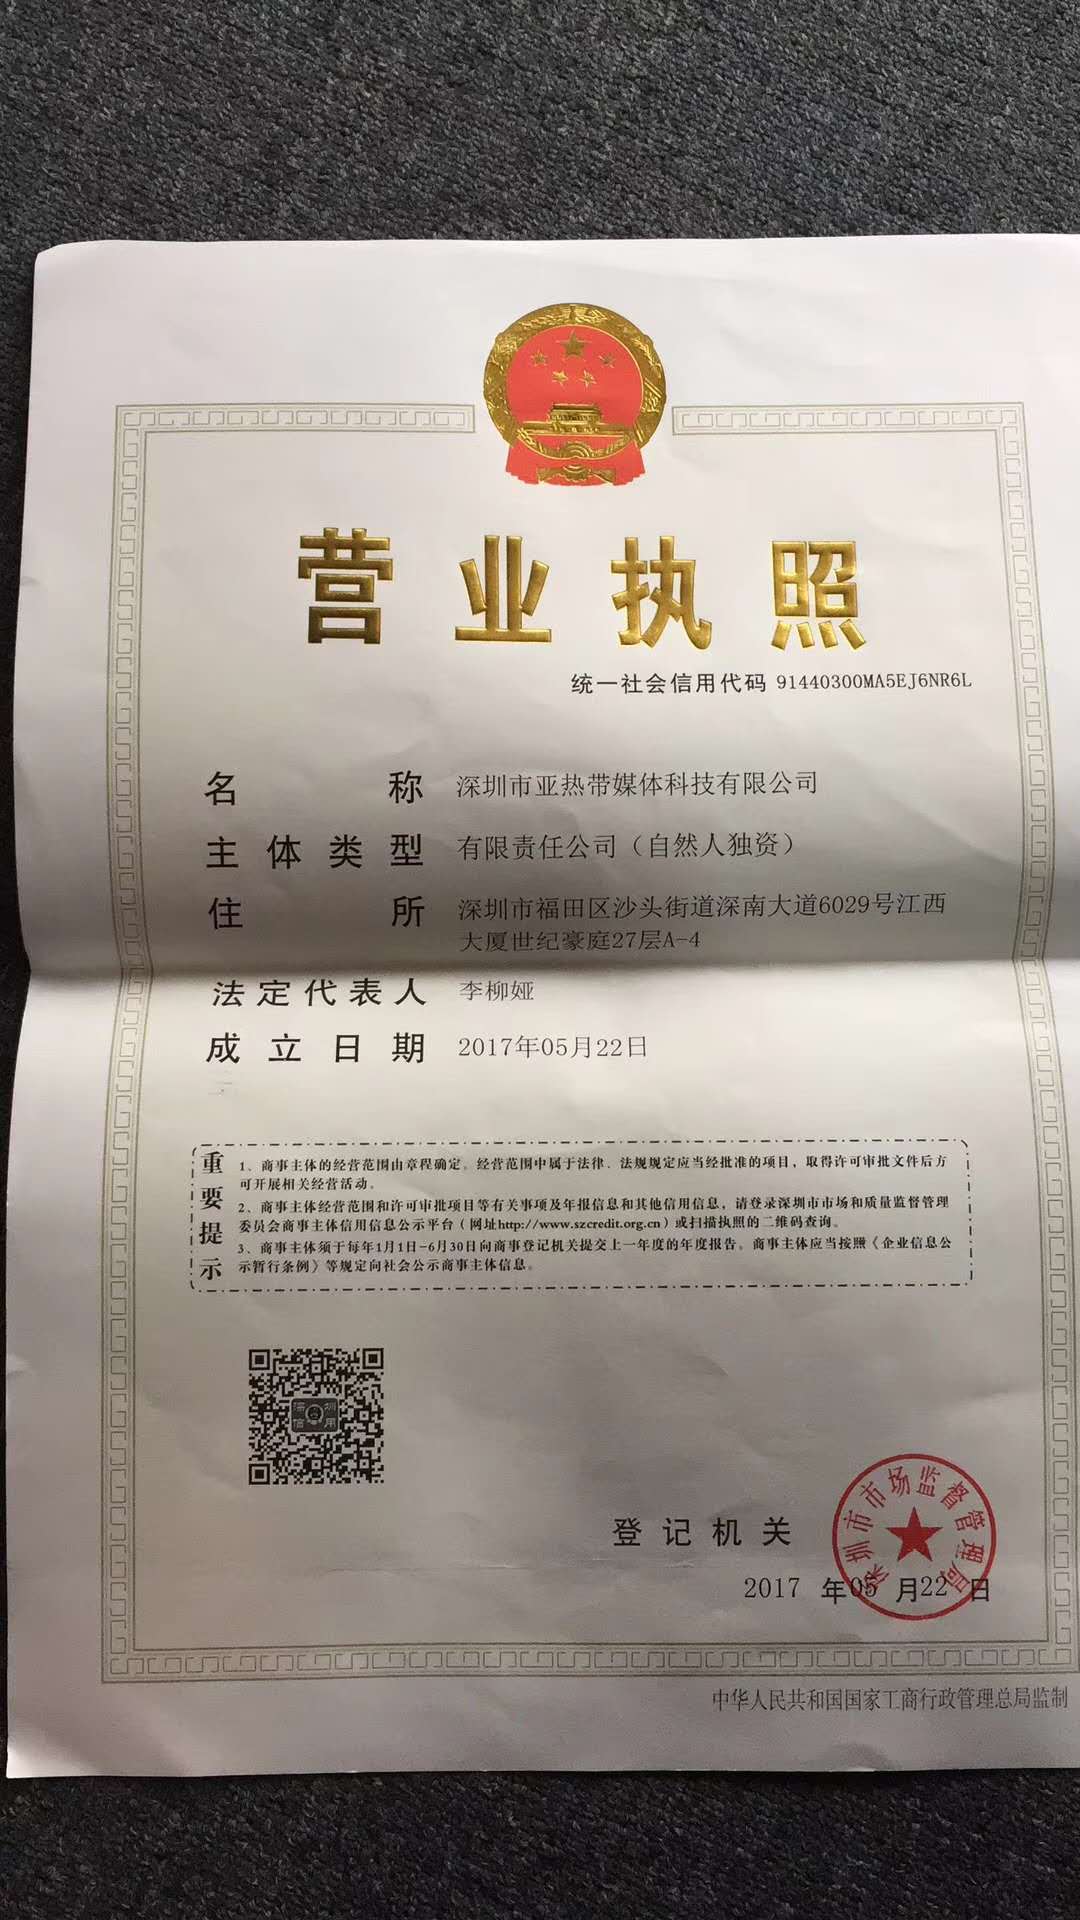 营业执照
统一社会信用代码 91440300MA5EJ6NR6L
名称 深圳市亚热带媒体科技有限公司
主体类型 有限责任公司（自然人独资）
住所 深圳市福田区沙头街道深南大道6029号江西
大厦世纪豪庭27层A-4
法定代表人 李柳娅
成立日期 2017年05月22日
重要提示
1、商事主体的经营范围由章程确定。经营范围中属于法律、法规规定应当经批准的项目，取得许可审批文件后方
可开展相关经营活动。
2、商事主体经营范围和许可审批项目等有关事项及年报信息和其他信用信息，请登录深圳市市场和质量监督管理
委员会商事主体信用信息公示平台（网址http://www.szcredit.org.cn）或扫描执照的二维码查询。
3、商事主体须于每年1月1日-6月30日向商事登记机关提交上一年度的年度报告。商事主体应当按照《企业信息公
示暂行条例》等规定向社会公示商事主体信息。
深圳
信用
登记机关
深圳市市场监督管理局
2017 年05 月22 日
中华人民共和国国家工商行政管理总局监制